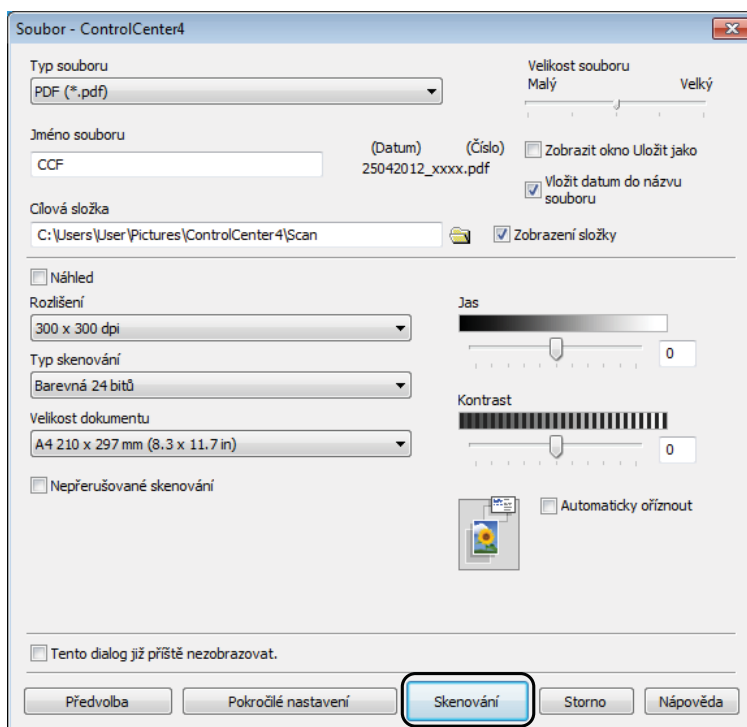 Soubor - ControlCenter4
Typ souboru
PDF (*.pdf)
Velikost souboru
Malý Velký
Jméno souboru
CCF
(Datum) (Číslo)
25042012_xxxx.pdf
Zobrazit okno Uložit jako
Vložit datum do názvu
souboru
Cílová složka
C:\Users\User\Pictures\ControlCenter4\Scan
Zobrazení složky
Náhled
Rozlišení
300 x 300 dpi
Typ skenování
Barevná 24 bitů
Velikost dokumentu
A4 210 x 297 mm (8.3 x 11.7 in)
Nepřerušované skenování
Jas
0
Kontrast
0
Automaticky oříznout
Tento dialog již příště nezobrazovat.
Předvolba Pokročilé nastavení Skenování Storno Nápověda